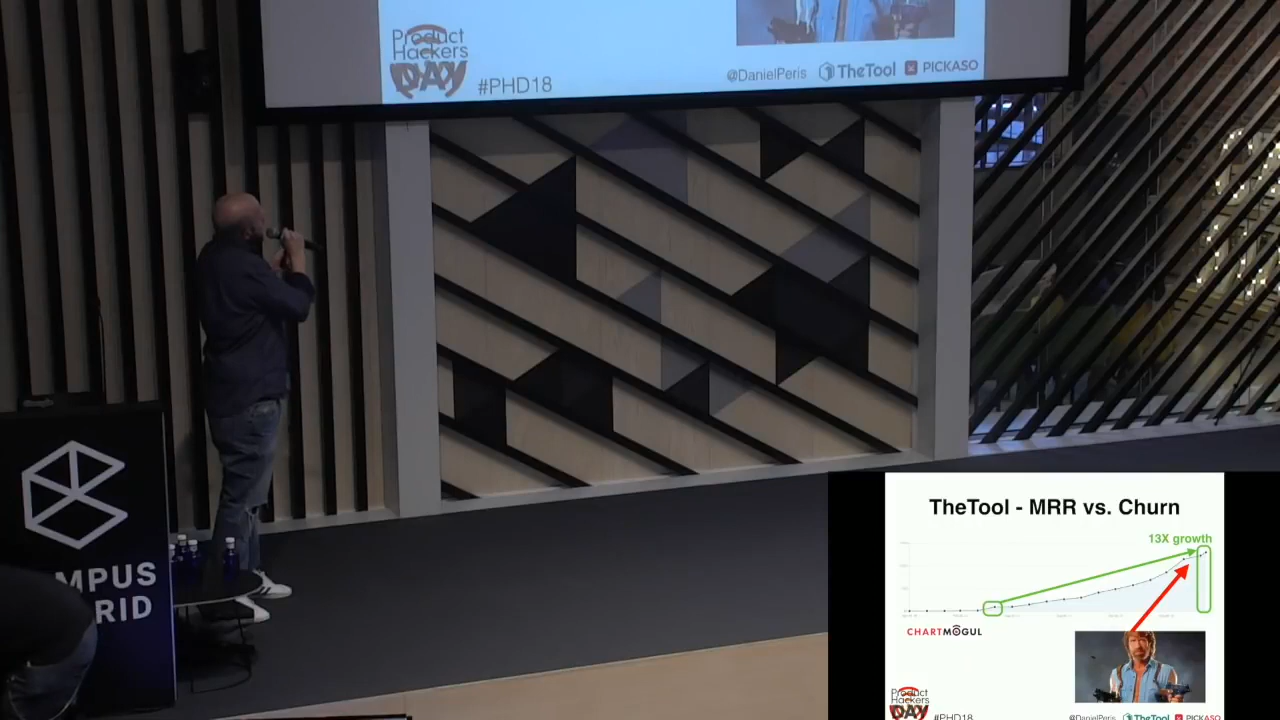 Product
Hackers
DAY
#PHD18
@DanielPeris
TheTool
PICKASO
MPUS
RID
TheTool - MRR vs. Churn
13X growth
CHARTMOGUL
Product
Hackers
DAY
#PHD18
@DanielPeris
TheTool
PICKASO